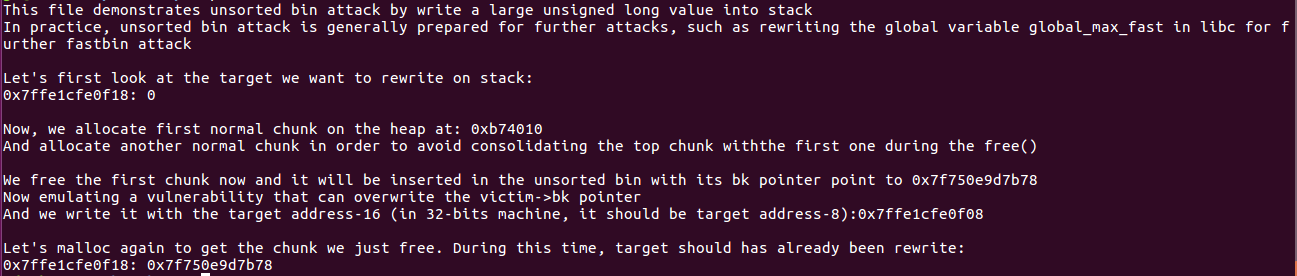 This file demonstrates unsorted bin attack by write a large unsigned long value into stack
In practice, unsorted bin attack is generally prepared for further attacks, such as rewriting the global variable global_max_fast in libc for f
urther fastbin attack
Let's first look at the target we want to rewrite on stack:
0x7ffe1cfe0f18: 0
Now, we allocate first normal chunk on the heap at: 0xb74010
And allocate another normal chunk in order to avoid consolidating the top chunk withthe first one during the free()
We free the first chunk now and it will be inserted in the unsorted bin with its bk pointer point to 0x7f750e9d7b78
Now emulating a vulnerability that can overwrite the victim->bk pointer
And we write it with the target address-16 (in 32-bits machine, it should be target address-8):0x7ffe1cfe0f08
Let's malloc again to get the chunk we just free. During this time, target should has already been rewrite:
0x7ffe1cfe0f18: 0x7f750e9d7b78